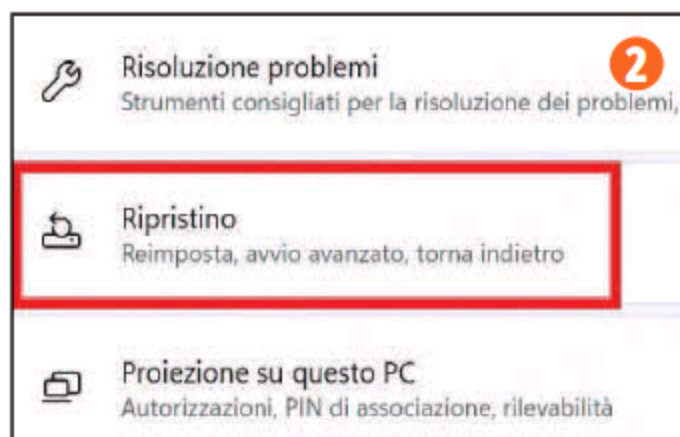 Risoluzione problemi
2
Strumenti consigliati per la risoluzione dei problemi,
Ripristino
Reimposta, avvio avanzato, torna indietro
Proiezione su questo PC
Autorizzazioni, PIN di associazione, rilevabilità